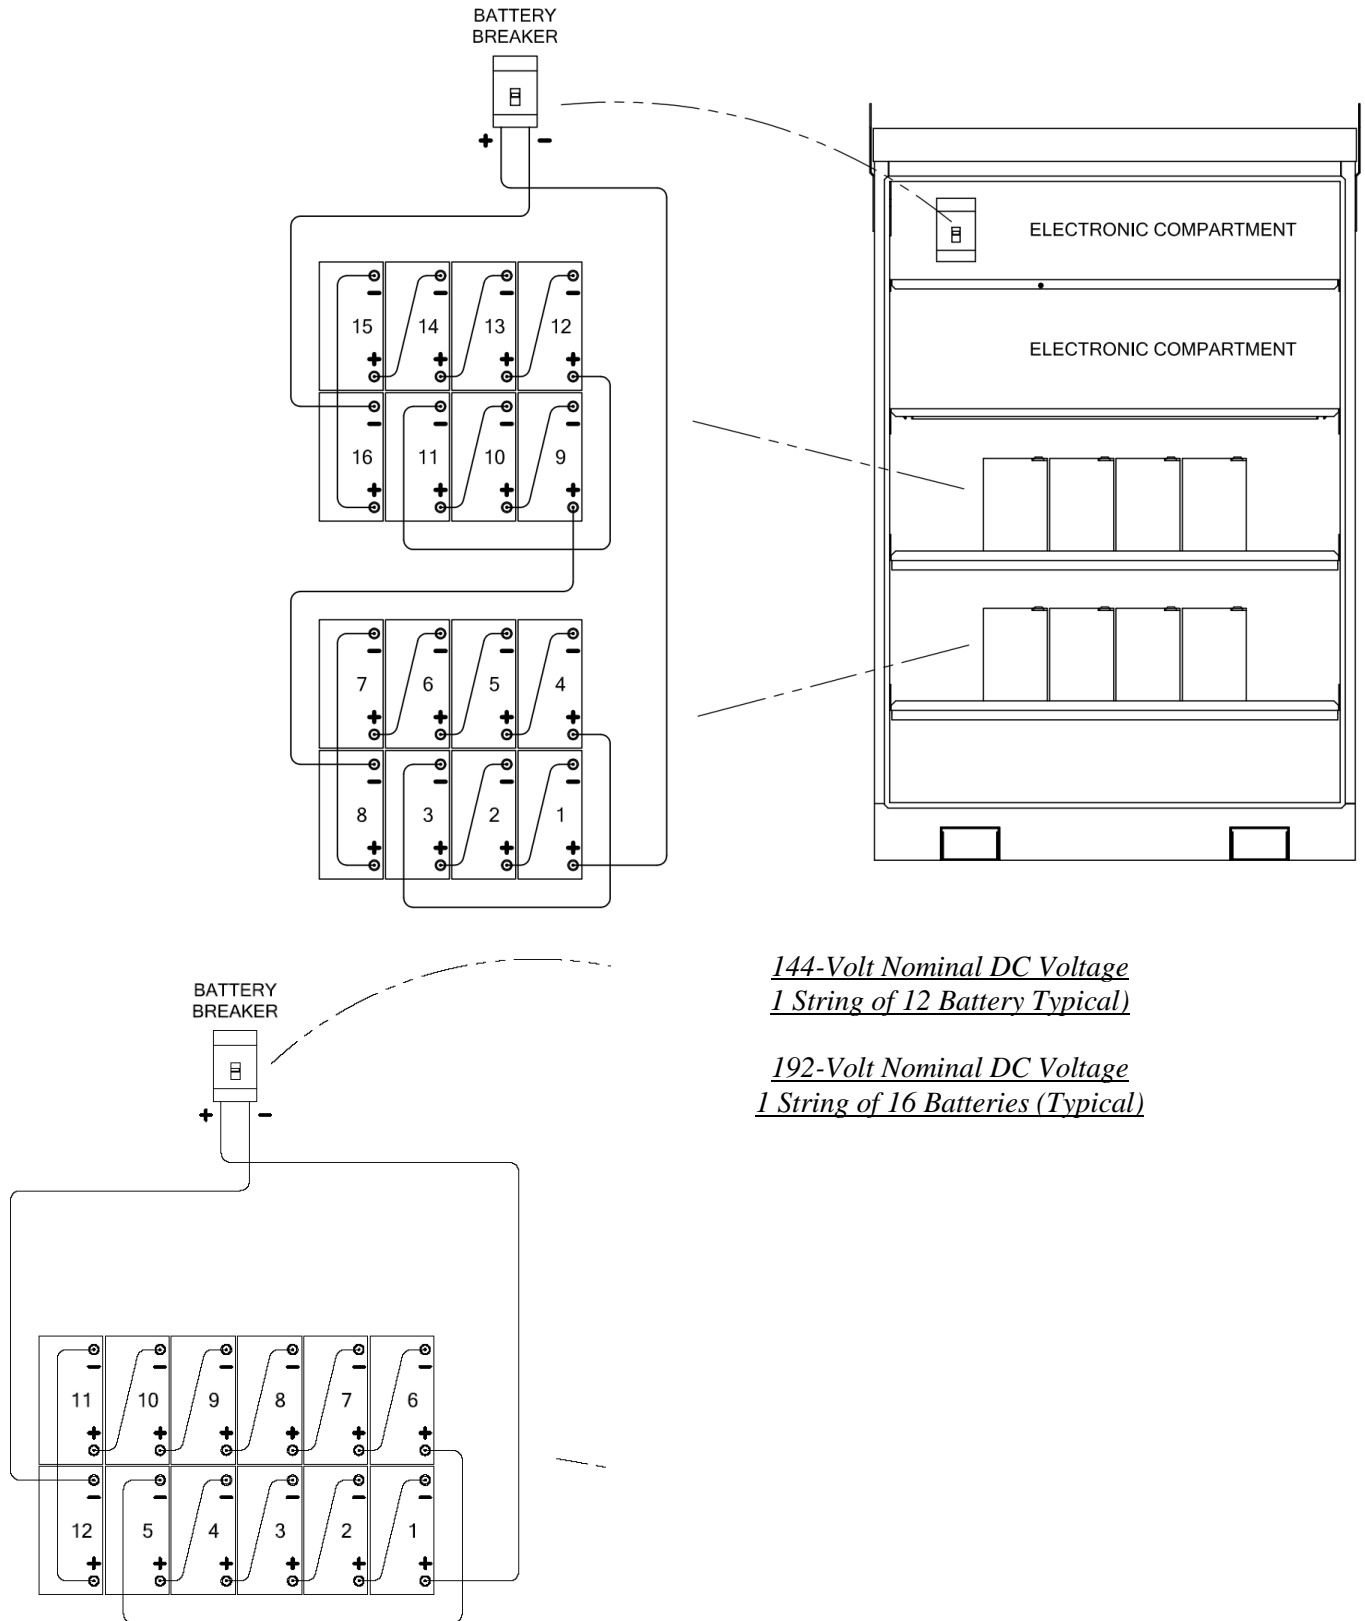 BATTERY
BREAKER
+ −
ELECTRONIC COMPARTMENT
ELECTRONIC COMPARTMENT
− − − −
15 14 13 12
+ + + +
− − − −
16 11 10 9
+ + + +
− − − −
7 6 5 4
+ + + +
− − − −
8 3 2 1
+ + + +
144-Volt Nominal DC Voltage
1 String of 12 Battery Typical)
192-Volt Nominal DC Voltage
1 String of 16 Batteries (Typical)
BATTERY
BREAKER
+ −
− − − − − −
11 10 9 8 7 6
+ + + + + +
− − − − − −
12 5 4 3 2 1
+ + + + + +